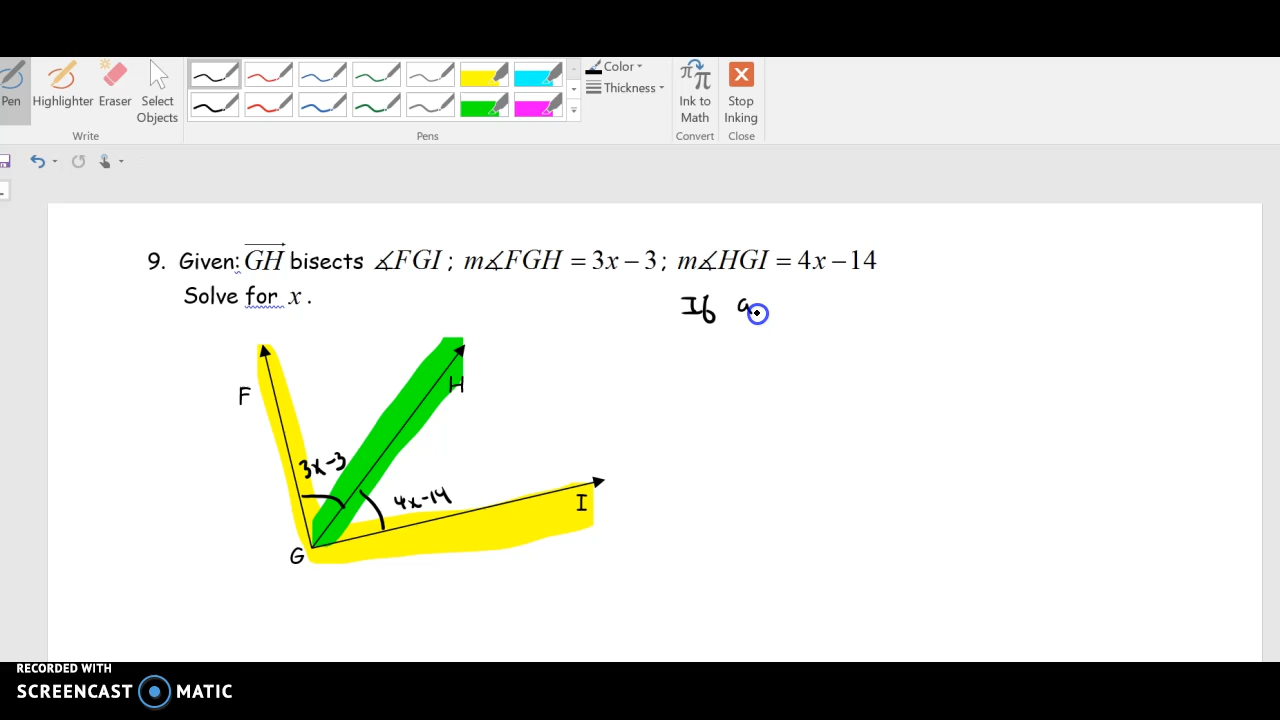 Pen Highlighter Eraser Select Objects
Color
Thickness
Ink to Math
Stop Inking
Write Pens Convert Close
9. Given: GH bisects ∡FGI ; m∡FGH = 3x − 3; m∡HGI = 4x − 14
Solve for x .
If a
F
H
3x-3
4x-14
I
G
RECORDED WITH
SCREENCAST MATIC